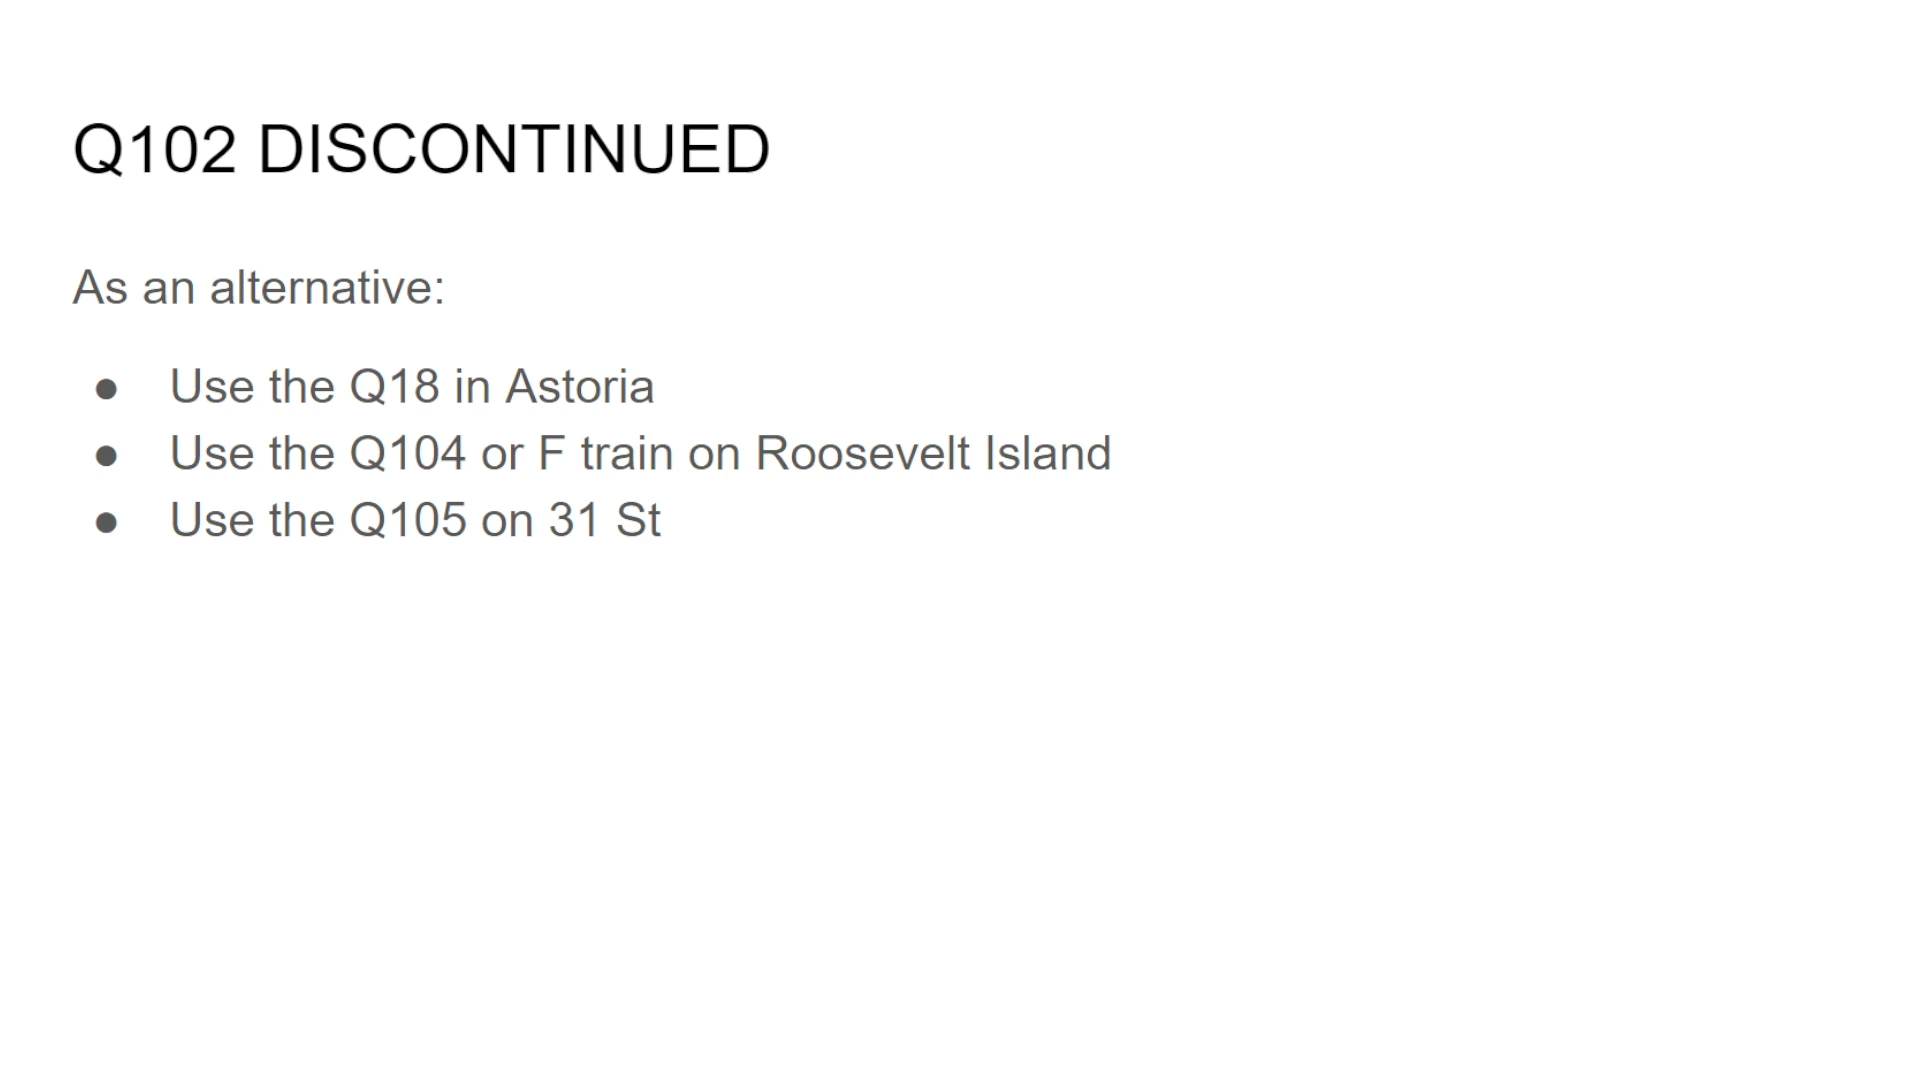 Q102 DISCONTINUED
As an alternative:
● Use the Q18 in Astoria
● Use the Q104 or F train on Roosevelt Island
● Use the Q105 on 31 St